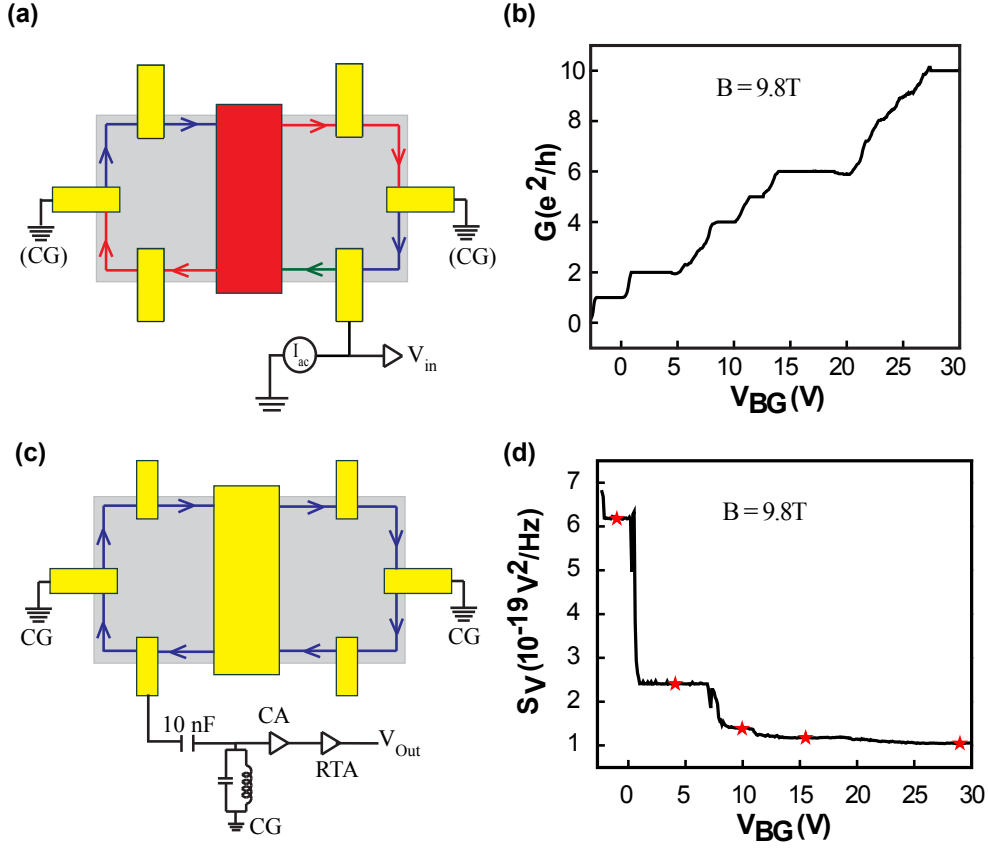 (a)
(CG)
(CG)
I_ac
V_in
(b)
B = 9.8T
G(e^2/h)
10
8
6
4
2
0
0 5 10 15 20 25 30
V_BG(V)
(c)
CG
CG
10 nF
CA
RTA
V_Out
CG
(d)
B = 9.8T
S_V(10^-19 V^2/Hz)
7
6
5
4
3
2
1
0 5 10 15 20 25 30
V_BG(V)